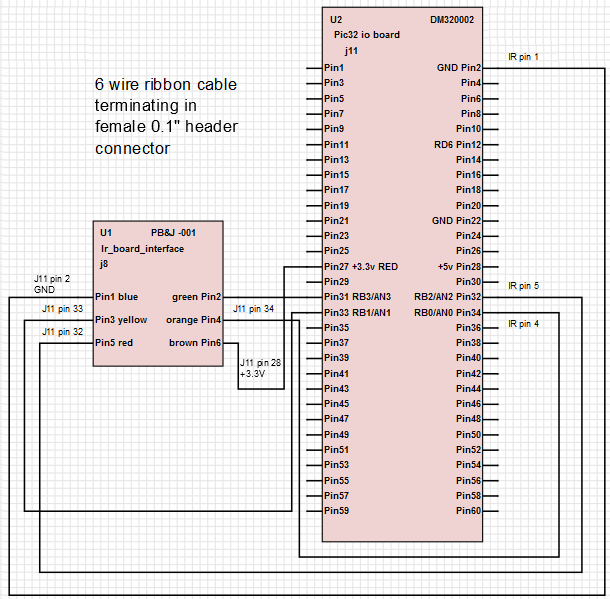 U2 DM320002
Pic32 io board
j11
IR pin 1
Pin1 GND Pin2
Pin3 Pin4
Pin5 Pin6
Pin7 Pin8
Pin9 Pin10
Pin11 RD6 Pin12
Pin13 Pin14
Pin15 Pin16
Pin17 Pin18
Pin19 Pin20
Pin21 GND Pin22
Pin23 Pin24
Pin25 Pin26
Pin27 +3.3v RED +5v Pin28
Pin29 Pin30
IR pin 5
Pin31 RB3/AN3 RB2/AN2 Pin32
Pin33 RB1/AN1 RB0/AN0 Pin34
IR pin 4
Pin35 Pin36
Pin37 Pin38
Pin39 Pin40
Pin41 Pin42
Pin43 Pin44
Pin45 Pin46
Pin47 Pin48
Pin49 Pin50
Pin51 Pin52
Pin53 Pin54
Pin55 Pin56
Pin57 Pin58
Pin59 Pin60
6 wire ribbon cable
terminating in
female 0.1" header
connector
U1 PB&J -001
Ir_board_interface
j8
J11 pin 2
GND
Pin1 blue green Pin2
J11 pin 33 J11 pin 34
Pin3 yellow orange Pin4
J11 pin 32
Pin5 red brown Pin6
J11 pin 28
+3.3V